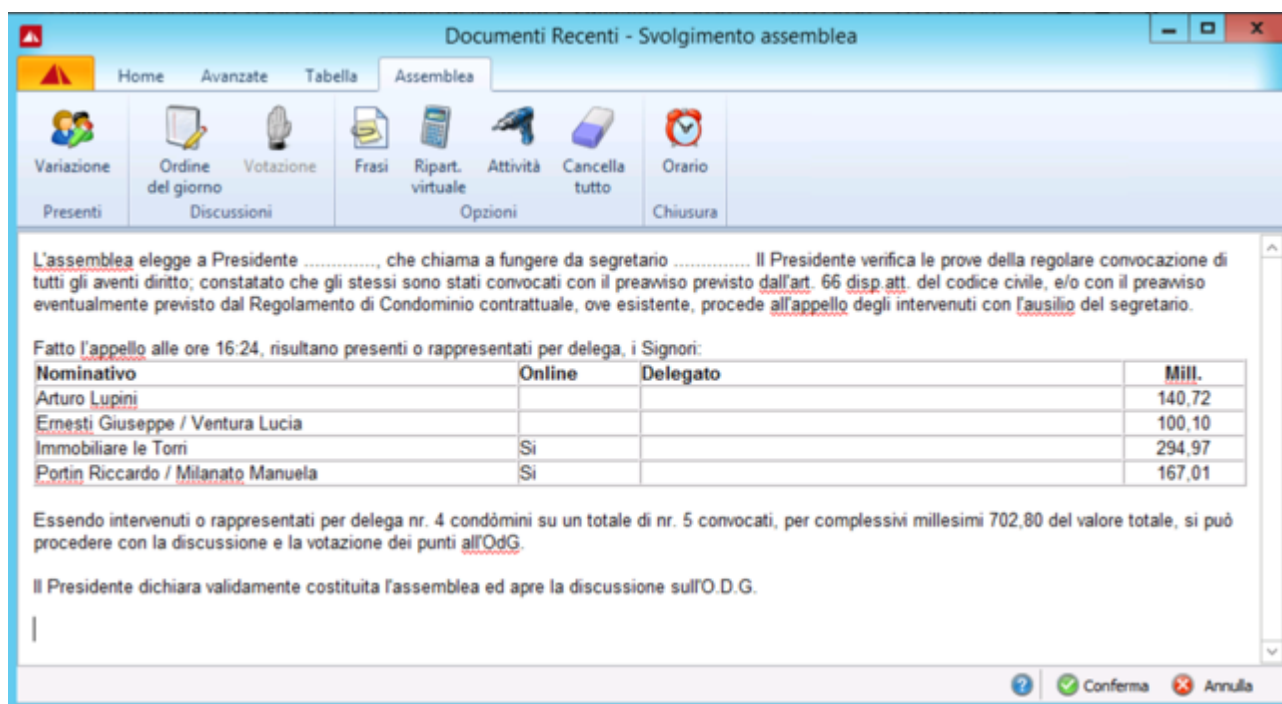 Documenti Recenti - Svolgimento assemblea
Home Avanzate Tabella Assemblea
Variazione Ordine del giorno Votazione Frasi Ripart. virtuale Attività Cancella tutto Orario
Presenti Discussioni Opzioni Chiusura
L'assemblea elegge a Presidente ............., che chiama a fungere da segretario .............. Il Presidente verifica le prove della regolare convocazione di
tutti gli aventi diritto; constatato che gli stessi sono stati convocati con il preavviso previsto dall'art. 66 disp.att. del codice civile, e/o con il preavviso
eventualmente previsto dal Regolamento di Condominio contrattuale, ove esistente, procede all'appello degli intervenuti con l'ausilio del segretario.
Fatto l'appello alle ore 16:24, risultano presenti o rappresentati per delega, i Signori:
Nominativo Online Delegato Mill.
Arturo Lupini 140,72
Ernesti Giuseppe / Ventura Lucia 100,10
Immobiliare le Torri Si 294,97
Portin Riccardo / Milanato Manuela Si 167,01
Essendo intervenuti o rappresentati per delega nr. 4 condòmini su un totale di nr. 5 convocati, per complessivi millesimi 702,80 del valore totale, si può
procedere con la discussione e la votazione dei punti all'OdG.
Il Presidente dichiara validamente costituita l'assemblea ed apre la discussione sull'O.D.G.
Conferma Annulla